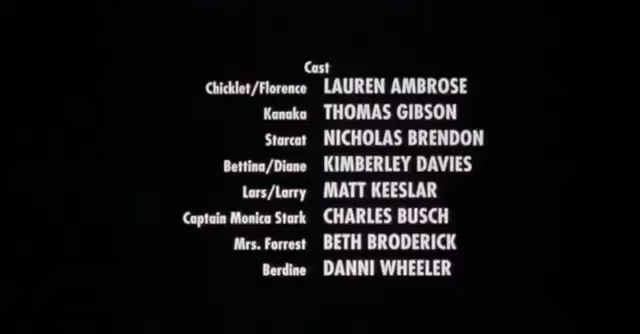 Cast
Chicklet/Florence LAUREN AMBROSE
Kanaka THOMAS GIBSON
Starcat NICHOLAS BRENDON
Bettina/Diane KIMBERLEY DAVIES
Lars/Larry MATT KEESLAR
Captain Monica Stark CHARLES BUSCH
Mrs. Forrest BETH BRODERICK
Berdine DANNI WHEELER